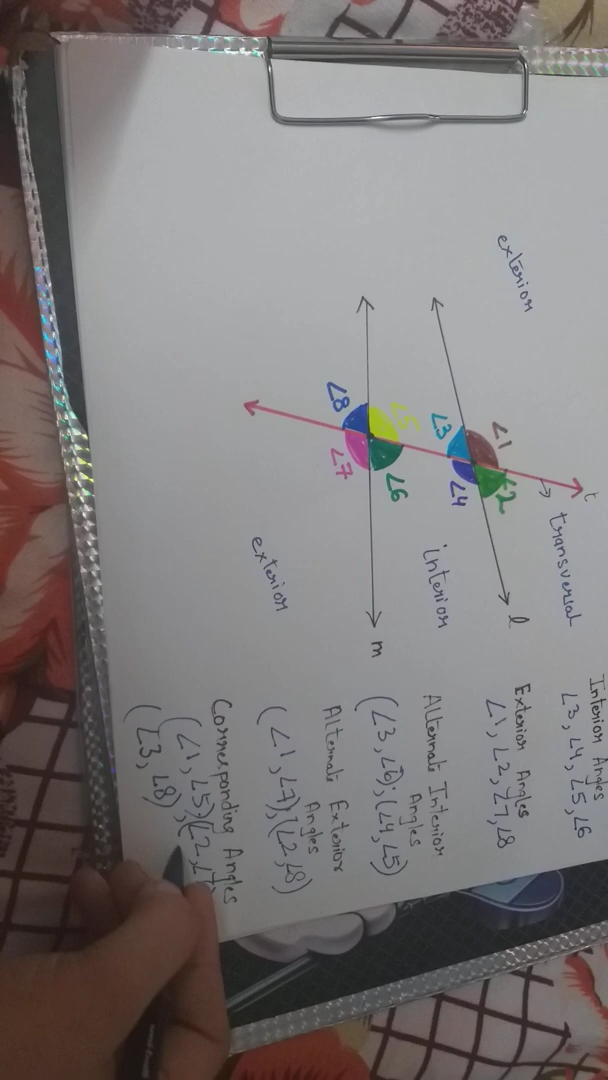 exterior
t
transversal
∠1
∠2
l
∠3
∠4
interior
∠5
∠6
m
∠8
∠7
exterior
Interior Angles
∠3, ∠4, ∠5, ∠6
Exterior Angles
∠1, ∠2, ∠7, ∠8
Alternate Interior
Angles
(∠3, ∠6); (∠4, ∠5)
Alternate Exterior
Angles
(∠1, ∠7); (∠2, ∠8)
Corresponding Angles
(∠1, ∠5); (∠2,
(∠3, ∠8);